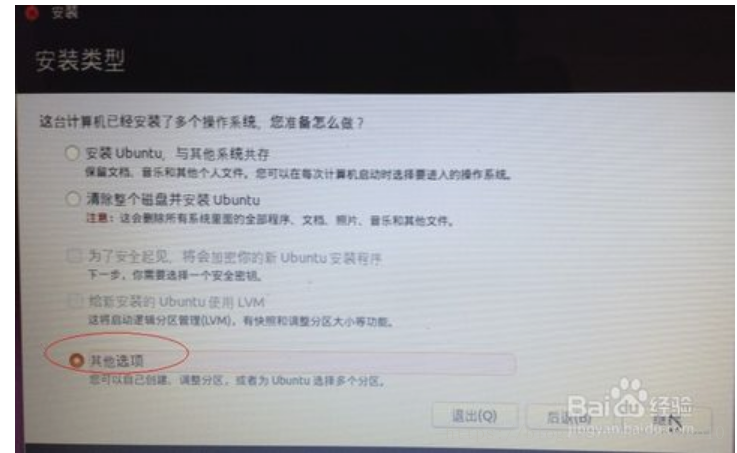 安装
安装类型
这台计算机已经安装了多个操作系统，您准备怎么做？
安装 Ubuntu，与其他系统共存
保留文档、音乐和其他个人文件。您可以在每次计算机启动时选择要进入的操作系统。
清除整个磁盘并安装 Ubuntu
注意：这会删除所有系统里面的全部程序、文档、照片、音乐和其他文件。
为了安全起见，将会加密你的新 Ubuntu 安装程序
下一步，你需要选择一个安全密钥。
给新安装的 Ubuntu 使用 LVM
这将启动逻辑分区管理(LVM)，有快照和调整分区大小等功能。
其他选项
您可以自己创建、调整分区，或者为 Ubuntu 选择多个分区。
退出(Q) 后退(B)
Baidu 经验
jingyan.baidu.com